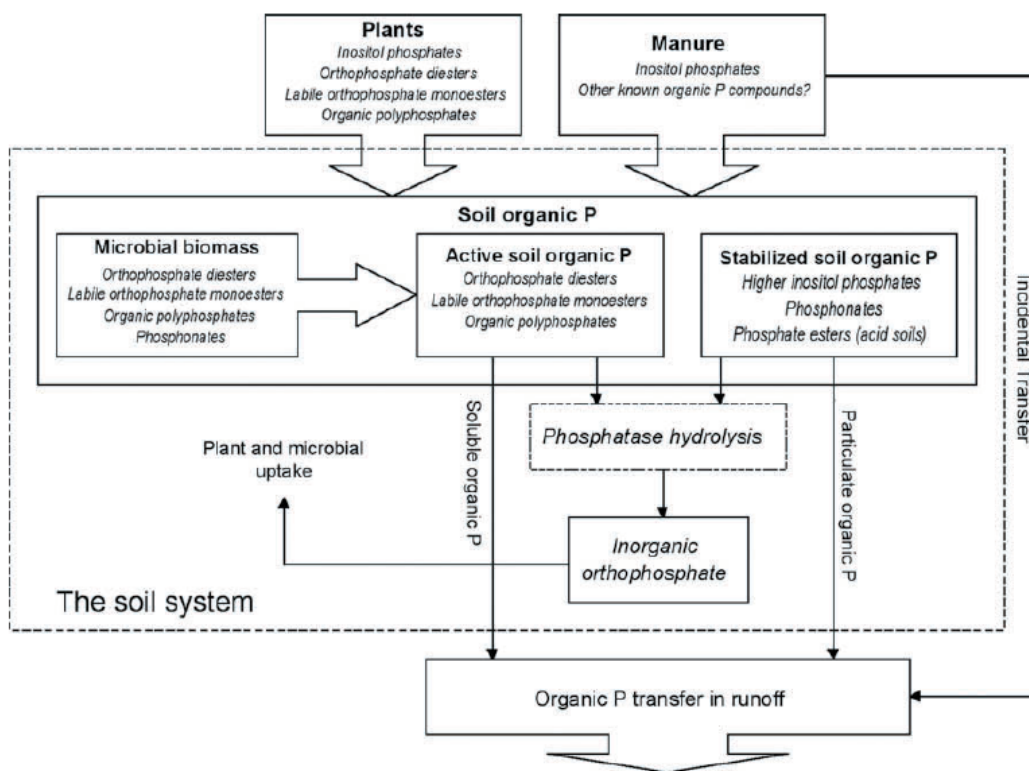 Plants
Inositol phosphates
Orthophosphate diesters
Labile orthophosphate monoesters
Organic polyphosphates
Manure
Inositol phosphates
Other known organic P compounds?
Soil organic P
Microbial biomass
Orthophosphate diesters
Labile orthophosphate monoesters
Organic polyphosphates
Phosphonates
Active soil organic P
Orthophosphate diesters
Labile orthophosphate monoesters
Organic polyphosphates
Stabilized soil organic P
Higher inositol phosphates
Phosphonates
Phosphate esters (acid soils)
Incidental Transfer
Soluble organic P
Phosphatase hydolysis
Particulate organic P
Plant and microbial
uptake
Inorganic
orthophosphate
The soil system
Organic P transfer in runoff